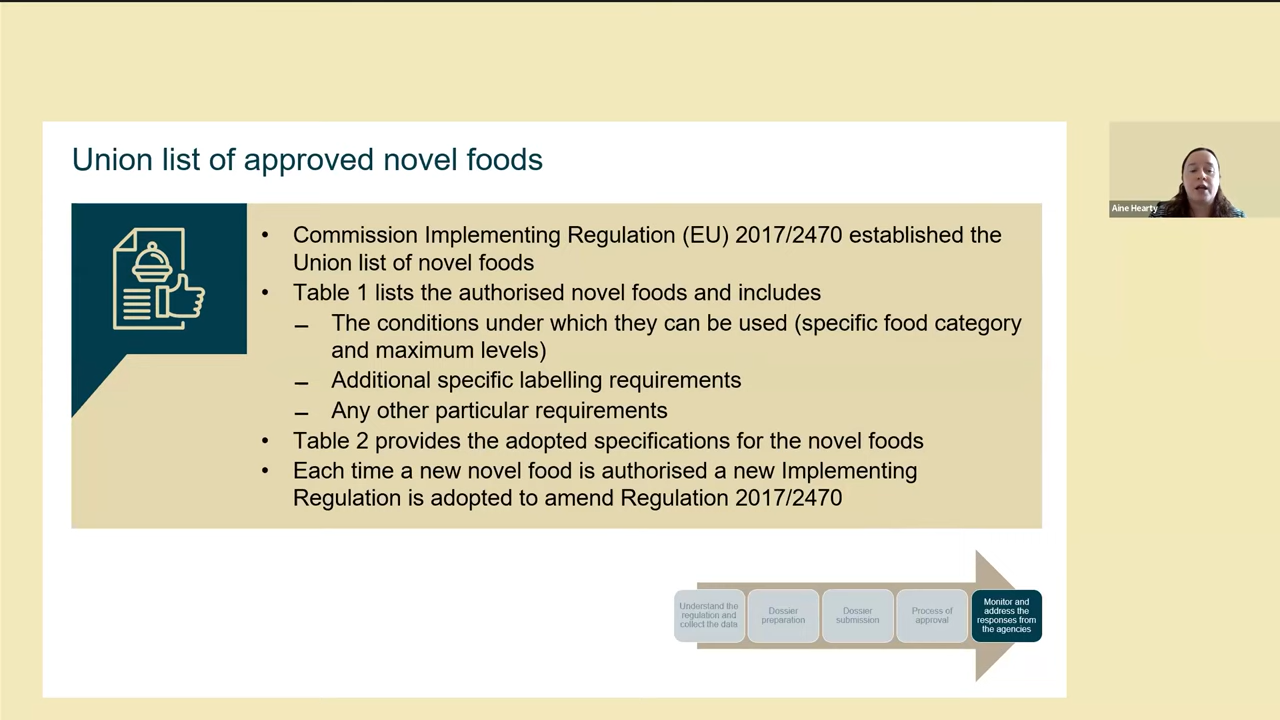 Union list of approved novel foods
• Commission Implementing Regulation (EU) 2017/2470 established the
Union list of novel foods
• Table 1 lists the authorised novel foods and includes
– The conditions under which they can be used (specific food category
and maximum levels)
– Additional specific labelling requirements
– Any other particular requirements
• Table 2 provides the adopted specifications for the novel foods
• Each time a new novel food is authorised a new Implementing
Regulation is adopted to amend Regulation 2017/2470
Understand the
regulation and
collect the data
Dossier
preparation
Dossier
submission
Process of
approval
Monitor and
address the
responses from
the agencies
Aine Hearty